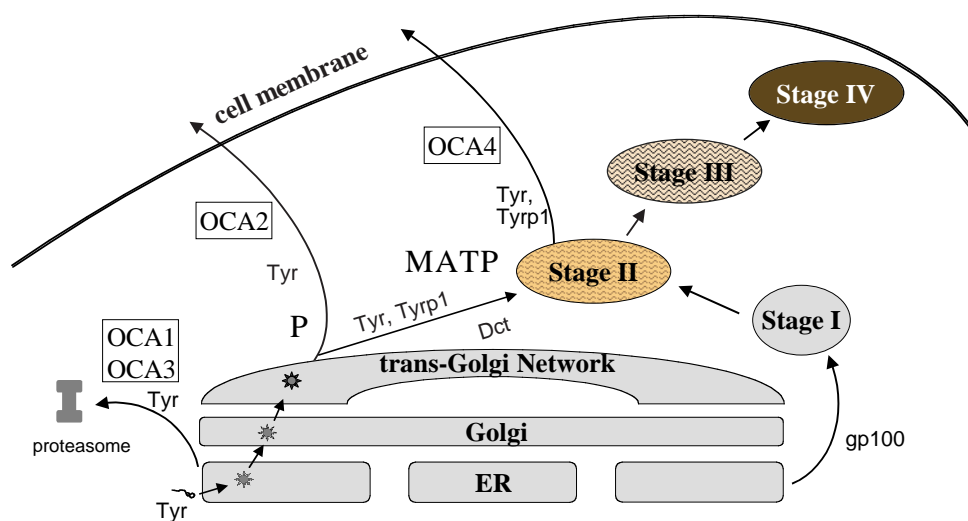 cell membrane
Stage IV
OCA4
Stage III
Tyr,
Tyrp1
OCA2
MATP
Stage II
Tyr
Tyr, Tyrp1
Dct
P
Stage I
OCA1
OCA3
trans-Golgi Network
Tyr
proteasome
Golgi
gp100
ER
Tyr